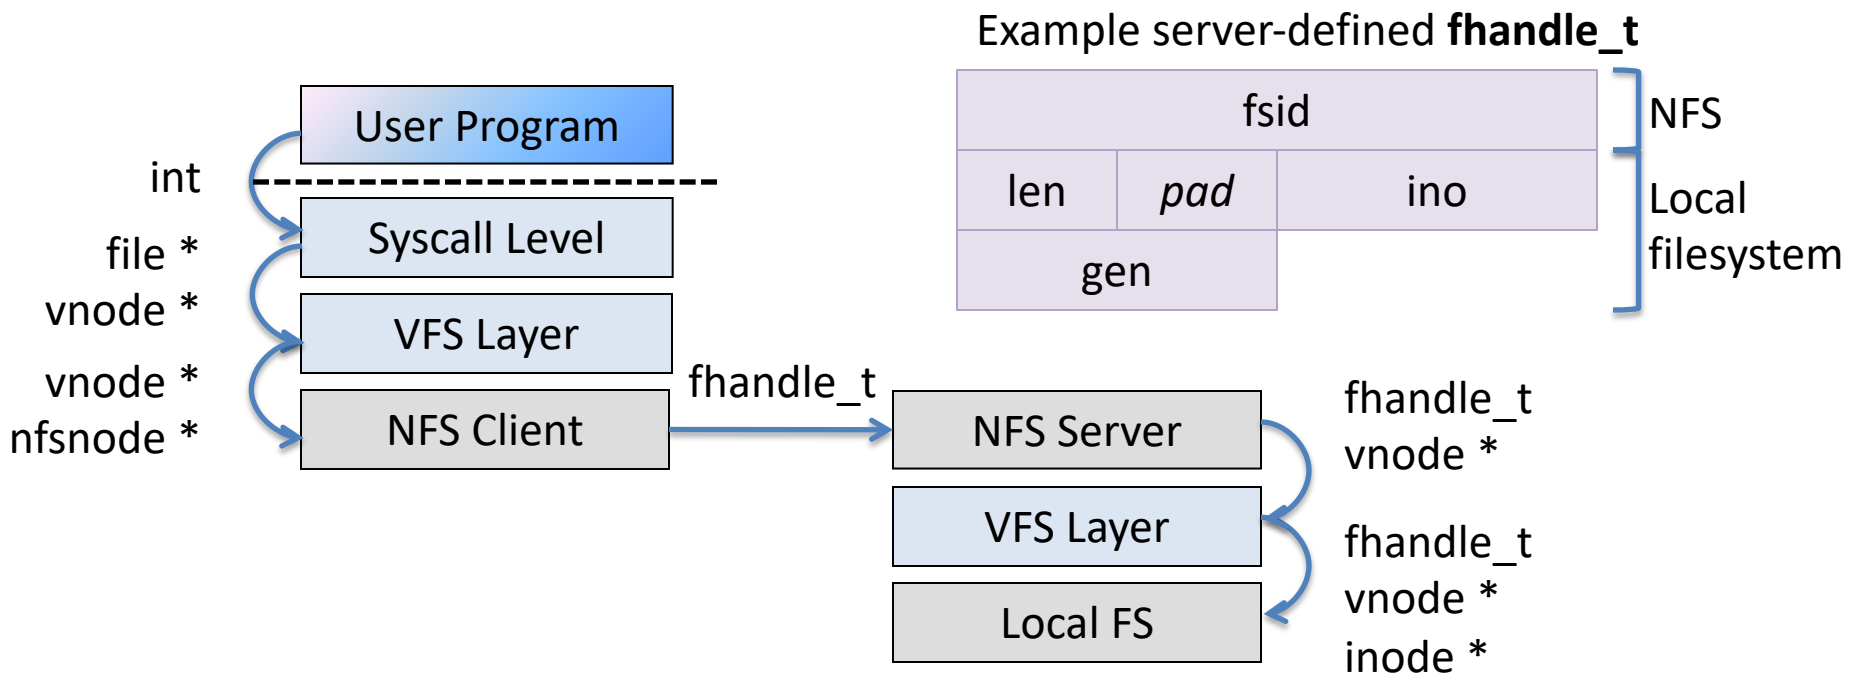 Example server-defined fhandle_t
fsid
NFS
len
pad
ino
Local
filesystem
gen
User Program
int
Syscall Level
file *
vnode *
VFS Layer
vnode *
nfsnode *
NFS Client
fhandle_t
NFS Server
fhandle_t
vnode *
VFS Layer
fhandle_t
vnode *
inode *
Local FS